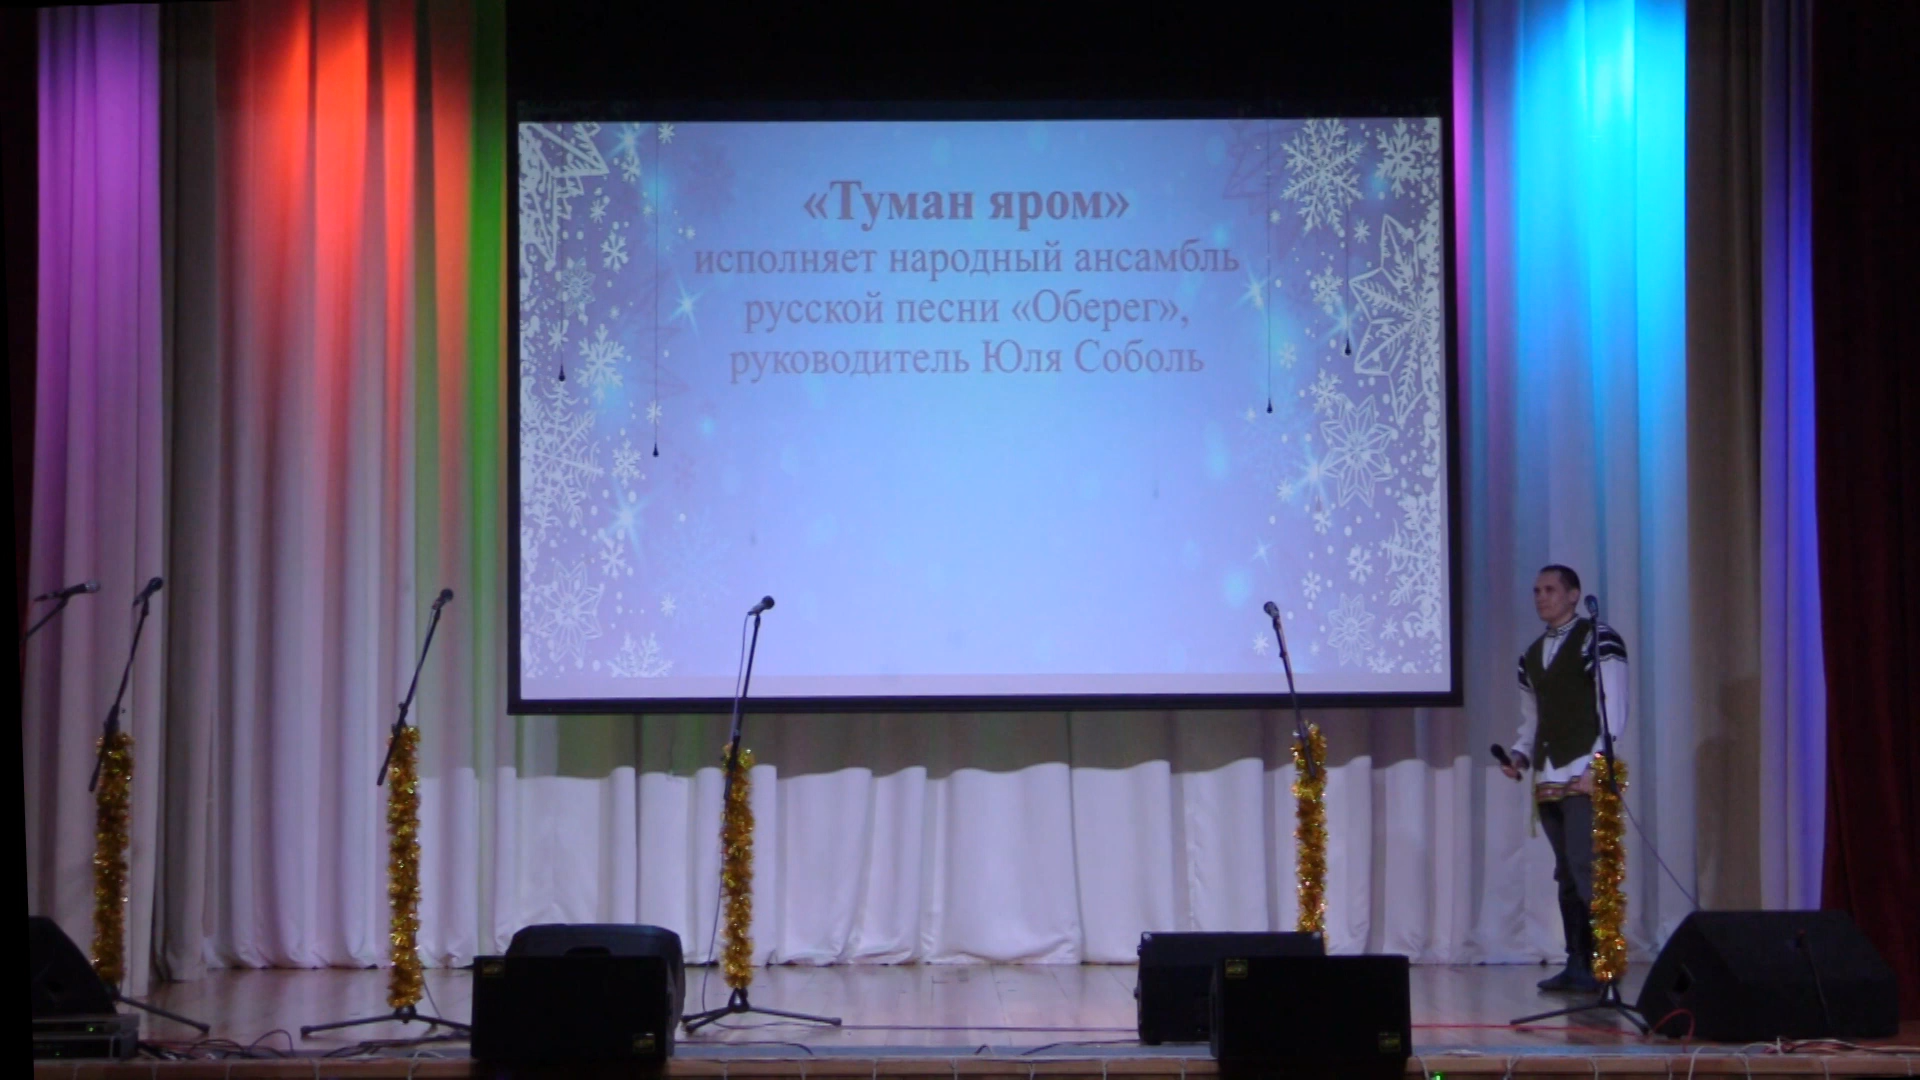 «Туман яром»
исполняет народный ансамбль
русской песни «Оберег»,
руководитель Юля Соболь